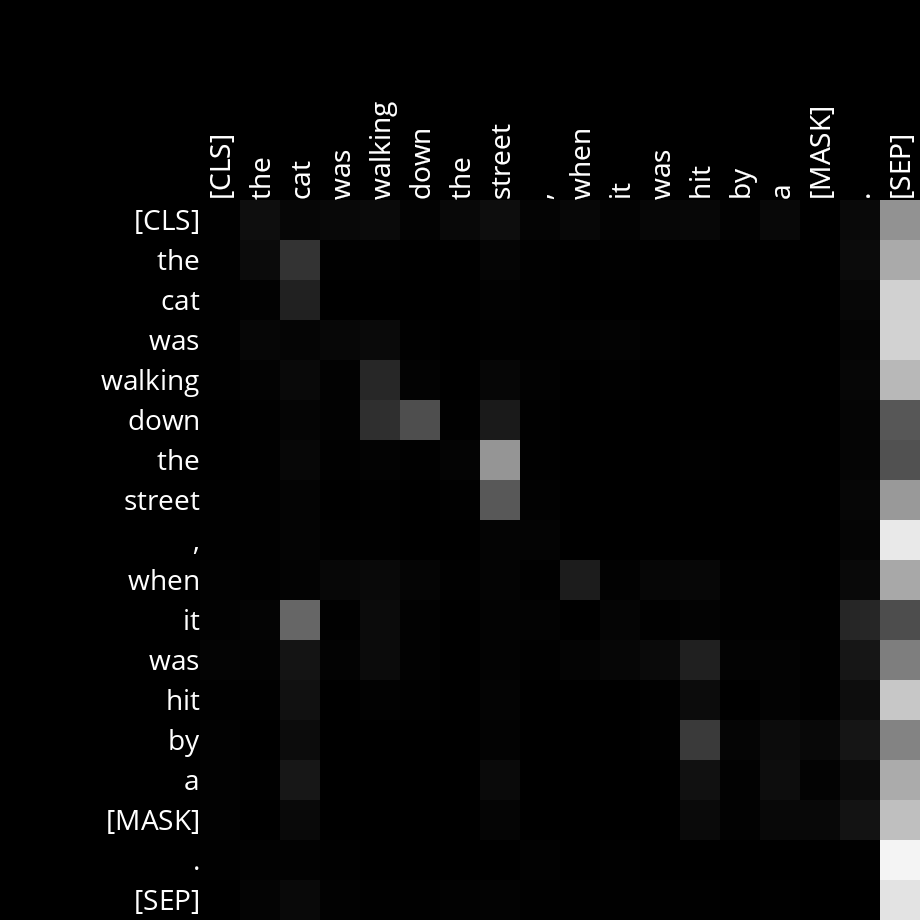 [CLS] the cat was walking down the street , when it was hit by a [MASK] . [SEP]
[CLS]
the
cat
was
walking
down
the
street
,
when
it
was
hit
by
a
[MASK]
.
[SEP]